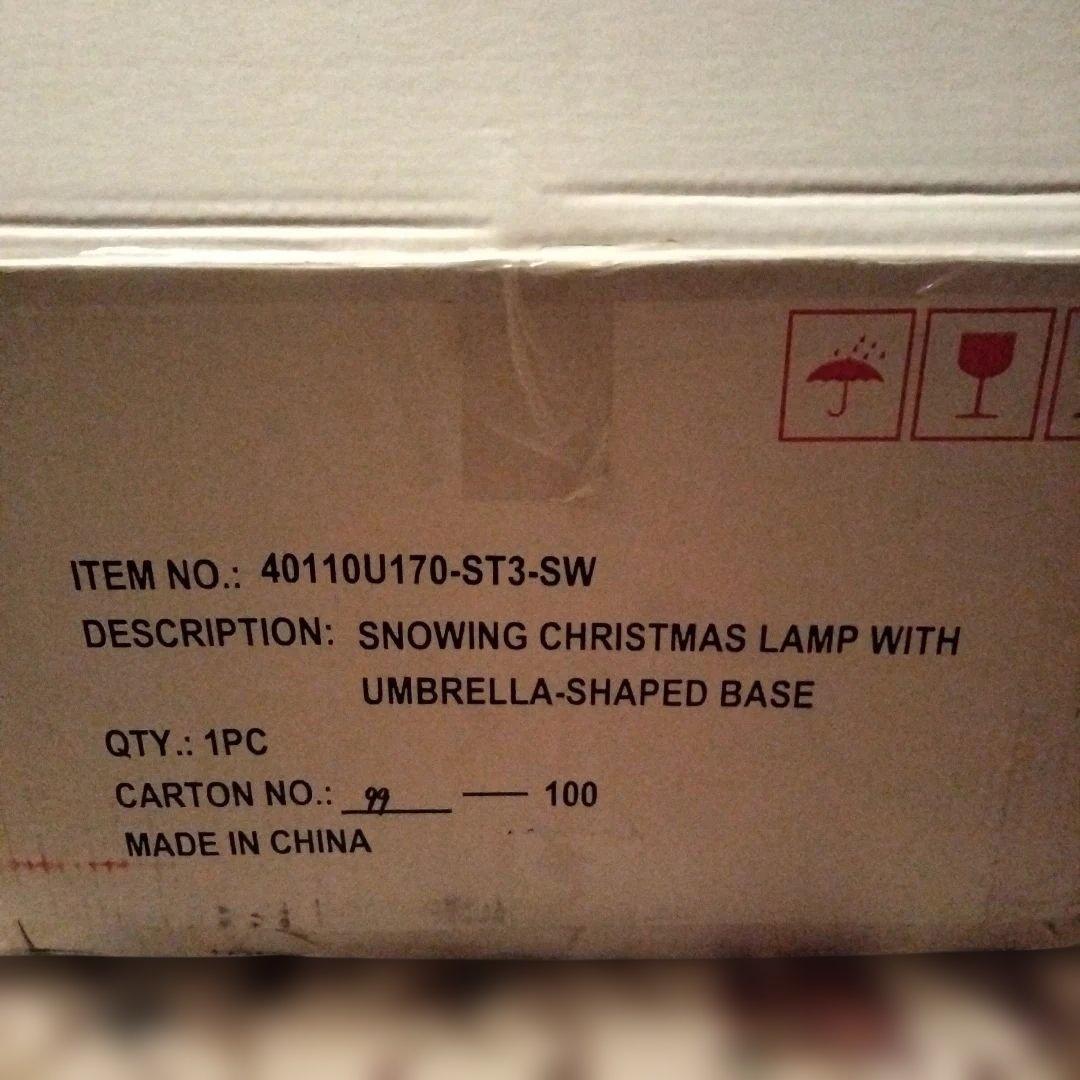 ITEM NO.: 40110U170-ST3-SW
DESCRIPTION: SNOWING CHRISTMAS LAMP WITH
UMBRELLA-SHAPED BASE
QTY.: 1PC
CARTON NO.: 99 — 100
MADE IN CHINA